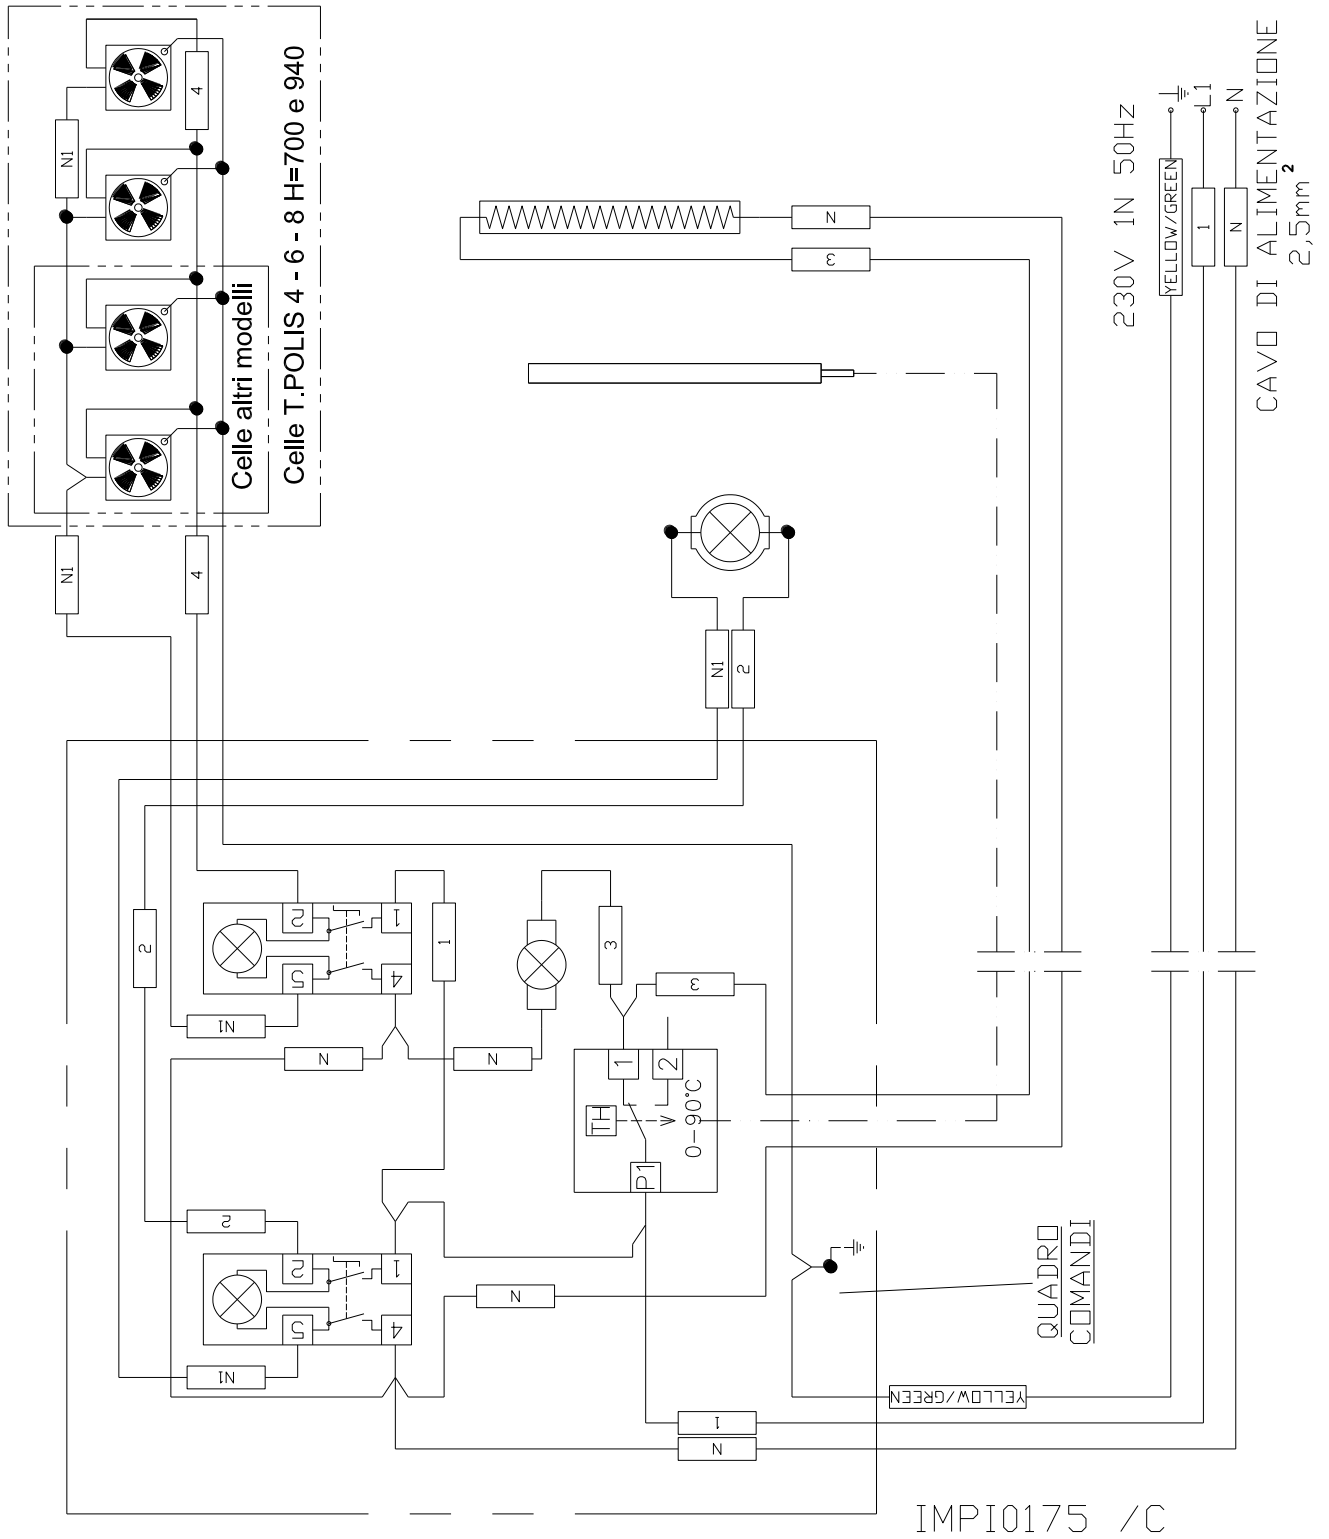 4
N1
Celle altri modelli
Celle T.POLIS 4 - 6 - 8 H=700 e 940
N1
4
N
3
230V 1N 50Hz
YELLOW/GREEN
L1
1
N
N
CAVO DI ALIMENTAZIONE
2,5mm²
N1
2
2
2
1
5
4
1
3
3
N1
N
N
1
2
TH
0-90°C
P1
2
2
1
5
4
N
N1
QUADRO
COMANDI
YELLOW/GREEN
1
N
IMPI0175 /C